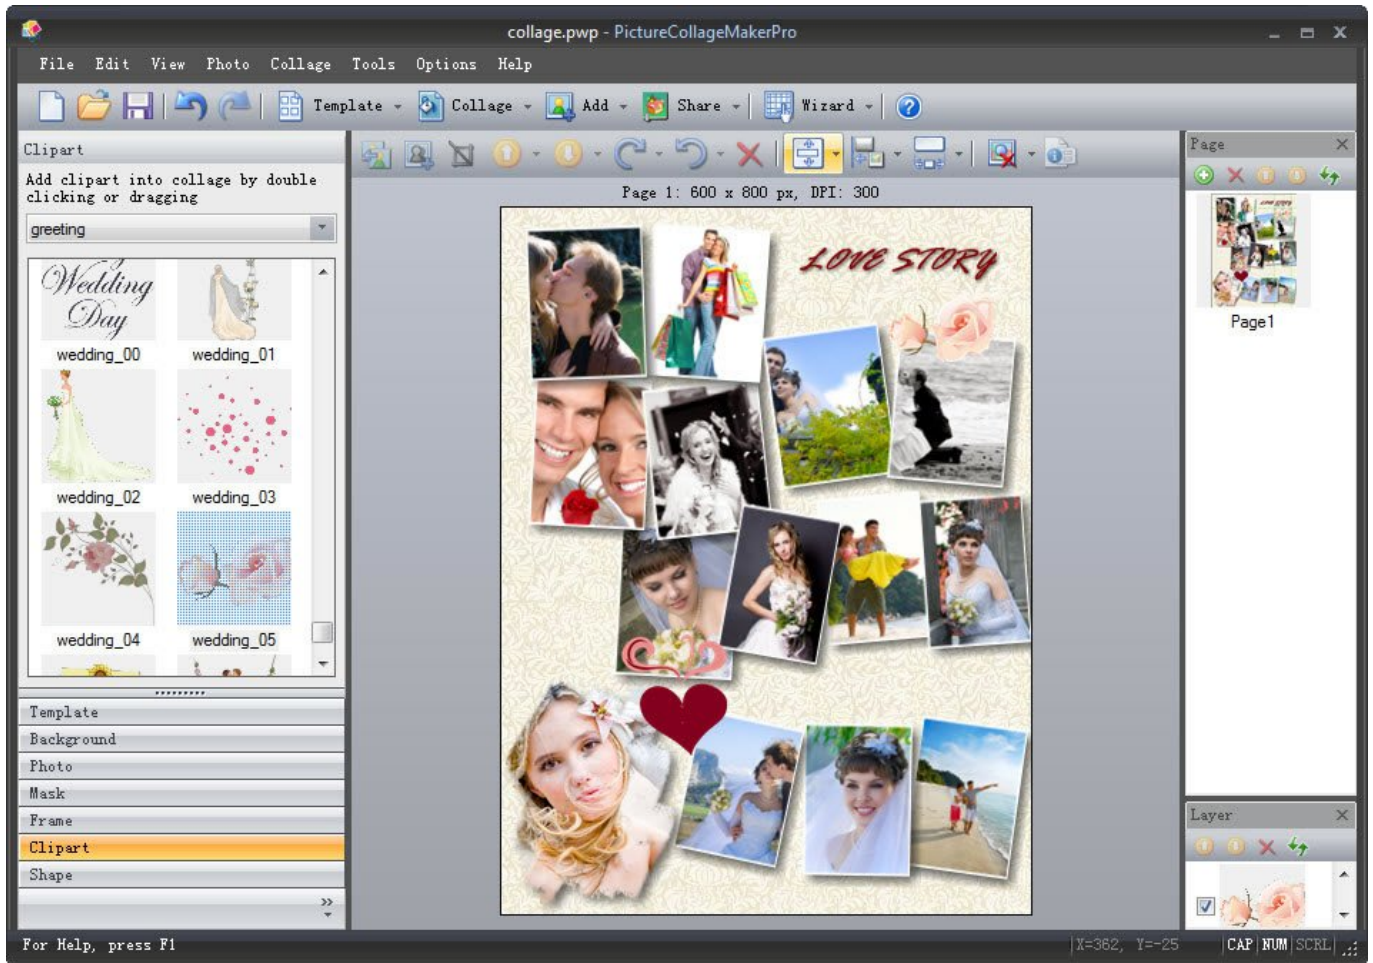 collage.pwp - PictureCollageMakerPro
File Edit View Photo Collage Tools Options Help
Template Collage Add Share Wizard
Clipart
Add clipart into collage by double
clicking or dragging
greeting
Wedding
Day
wedding_00 wedding_01
wedding_02 wedding_03
wedding_04 wedding_05
Template
Background
Photo
Mask
Frame
Clipart
Shape
Page 1: 600 x 800 px, DPI: 300
LOVE STORY
Page
LOVE STORY
Page1
Layer
For Help, press F1
X=362, Y=-25 CAP NUM SCRL